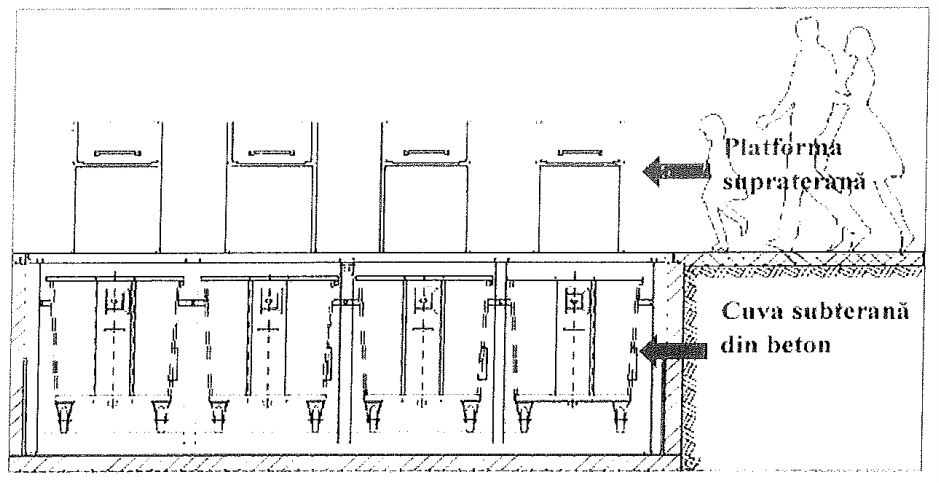 Platforma
supraterană
Cuva subterană
din beton